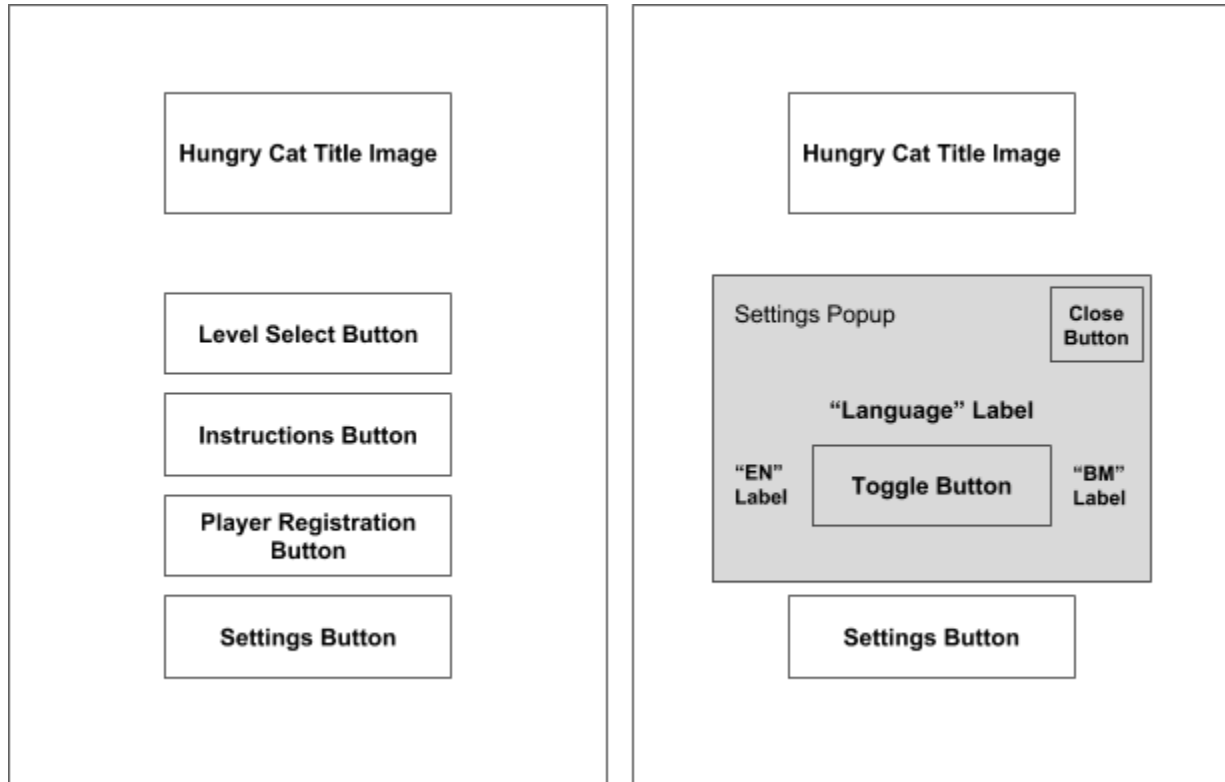 Hungry Cat Title Image
Level Select Button
Instructions Button
Player Registration
Button
Settings Button
Hungry Cat Title Image
Settings Popup
Close
Button
“Language” Label
“EN”
Label
Toggle Button
“BM”
Label
Settings Button